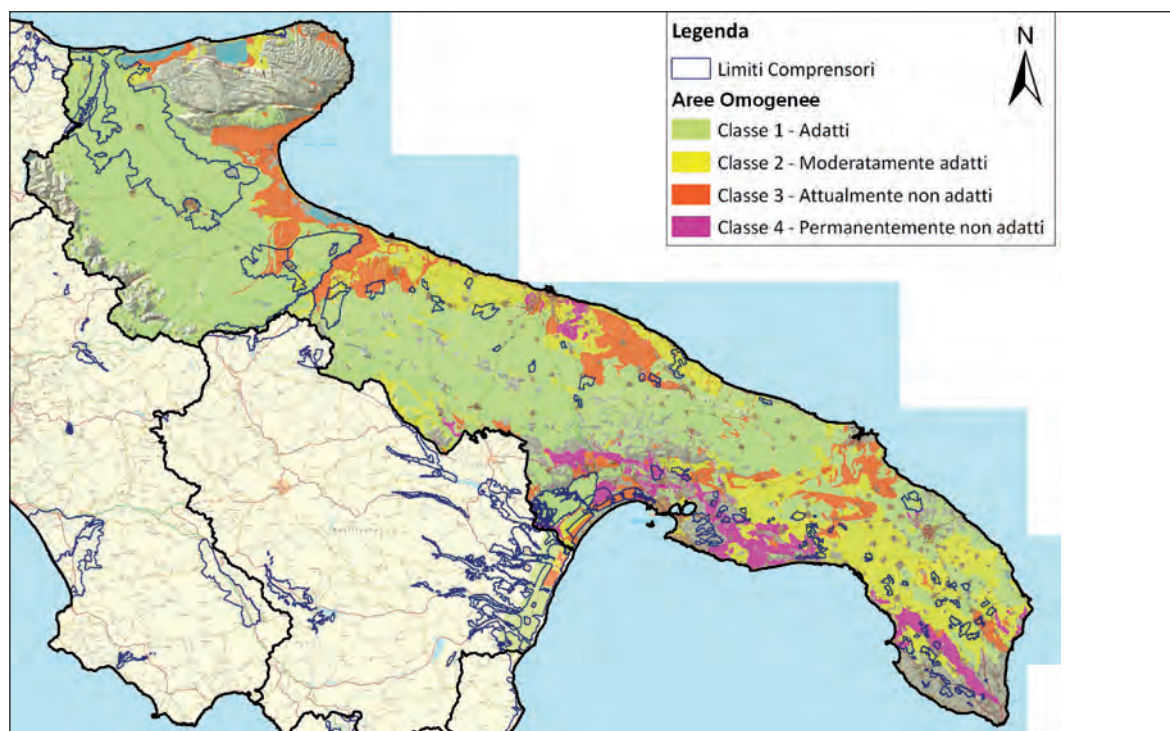 Legenda
N
Limiti Comprensori
Aree Omogenee
Classe 1 - Adatti
Classe 2 - Moderatamente adatti
Classe 3 - Attualmente non adatti
Classe 4 - Permanentemente non adatti